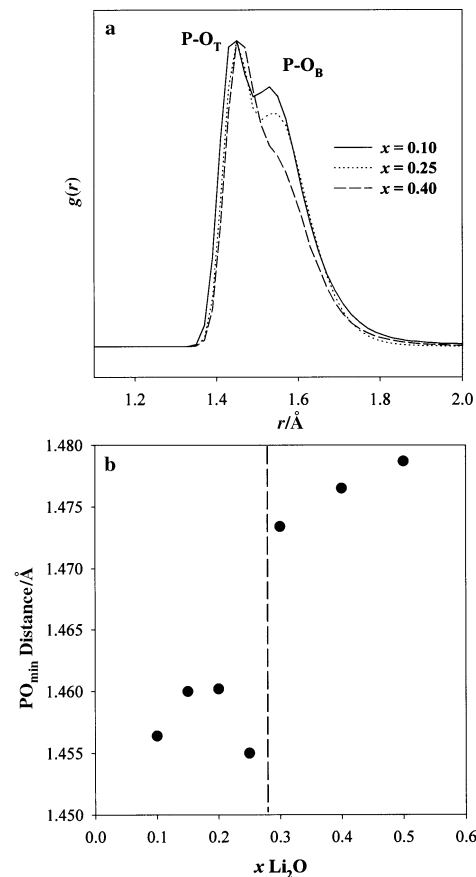 a
P-O_T
P-O_B
x = 0.10
x = 0.25
x = 0.40
g(r)
1.2 1.4 1.6 1.8 2.0
r/Å
b
1.480
1.475
1.470
1.465
1.460
1.455
1.450
PO_min Distance/Å
0.0 0.1 0.2 0.3 0.4 0.5 0.6
x Li₂O